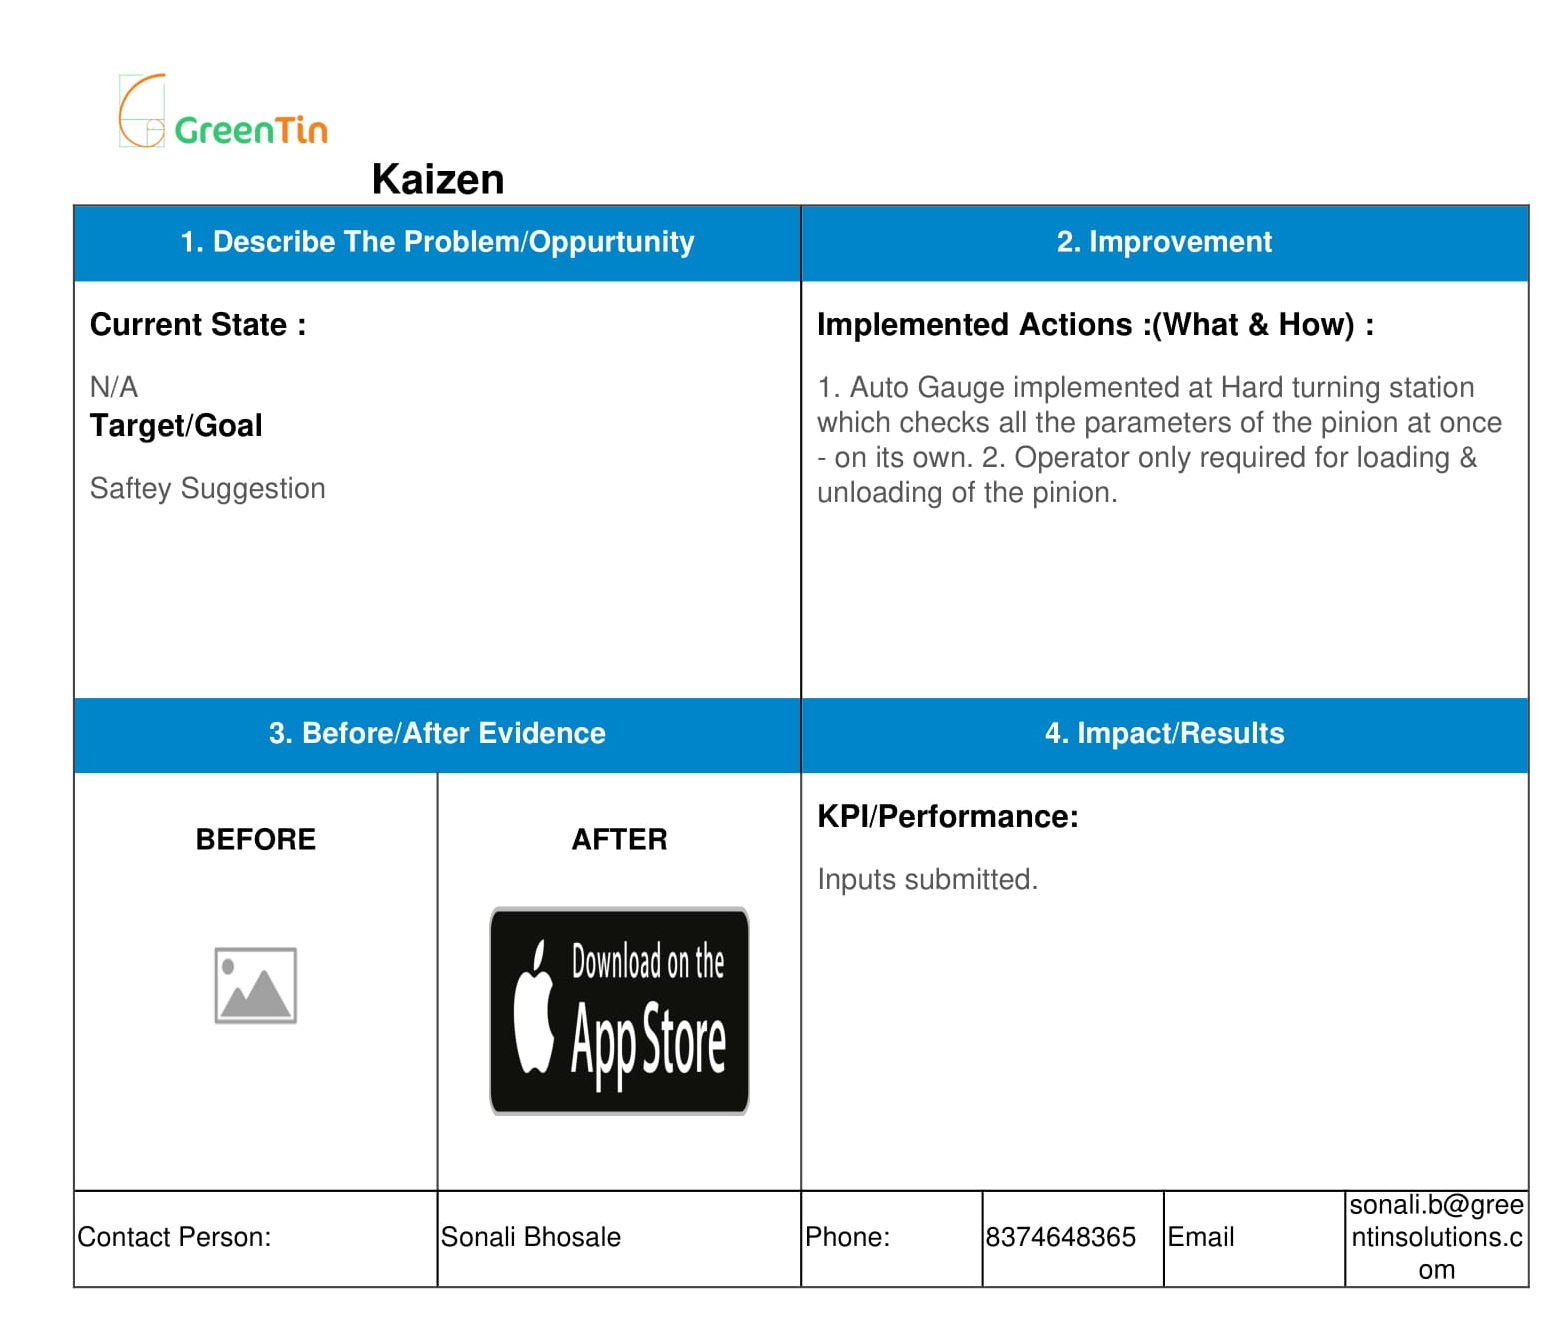 GreenTin
Kaizen
1. Describe The Problem/Oppurtunity
2. Improvement
Current State :
N/A
Target/Goal
Saftey Suggestion
Implemented Actions :(What & How) :
1. Auto Gauge implemented at Hard turning station
which checks all the parameters of the pinion at once
- on its own. 2. Operator only required for loading &
unloading of the pinion.
3. Before/After Evidence
4. Impact/Results
BEFORE
AFTER
Download on the
App Store
KPI/Performance:
Inputs submitted.
Contact Person:
Sonali Bhosale
Phone:
8374648365
Email
sonali.b@gree
ntinsolutions.c
om